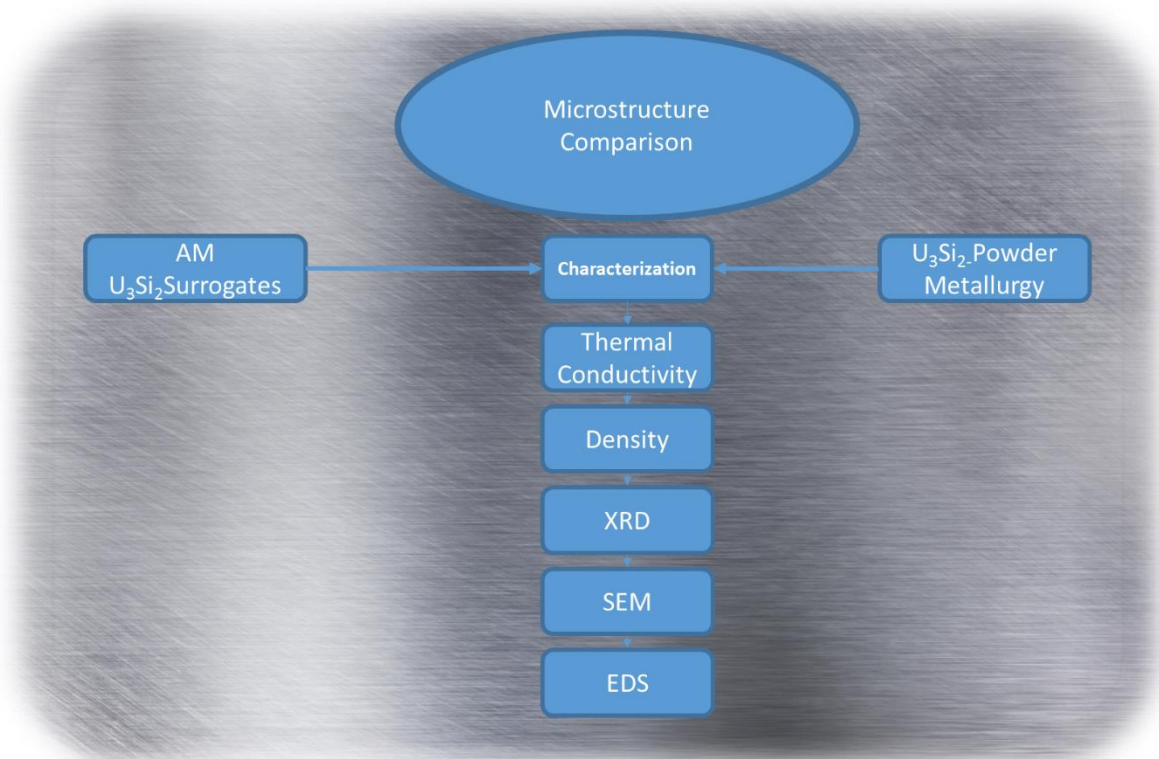 Microstructure
Comparison
AM
U₃Si₂Surrogates
Characterization
U₃Si₂-Powder
Metallurgy
Thermal
Conductivity
Density
XRD
SEM
EDS